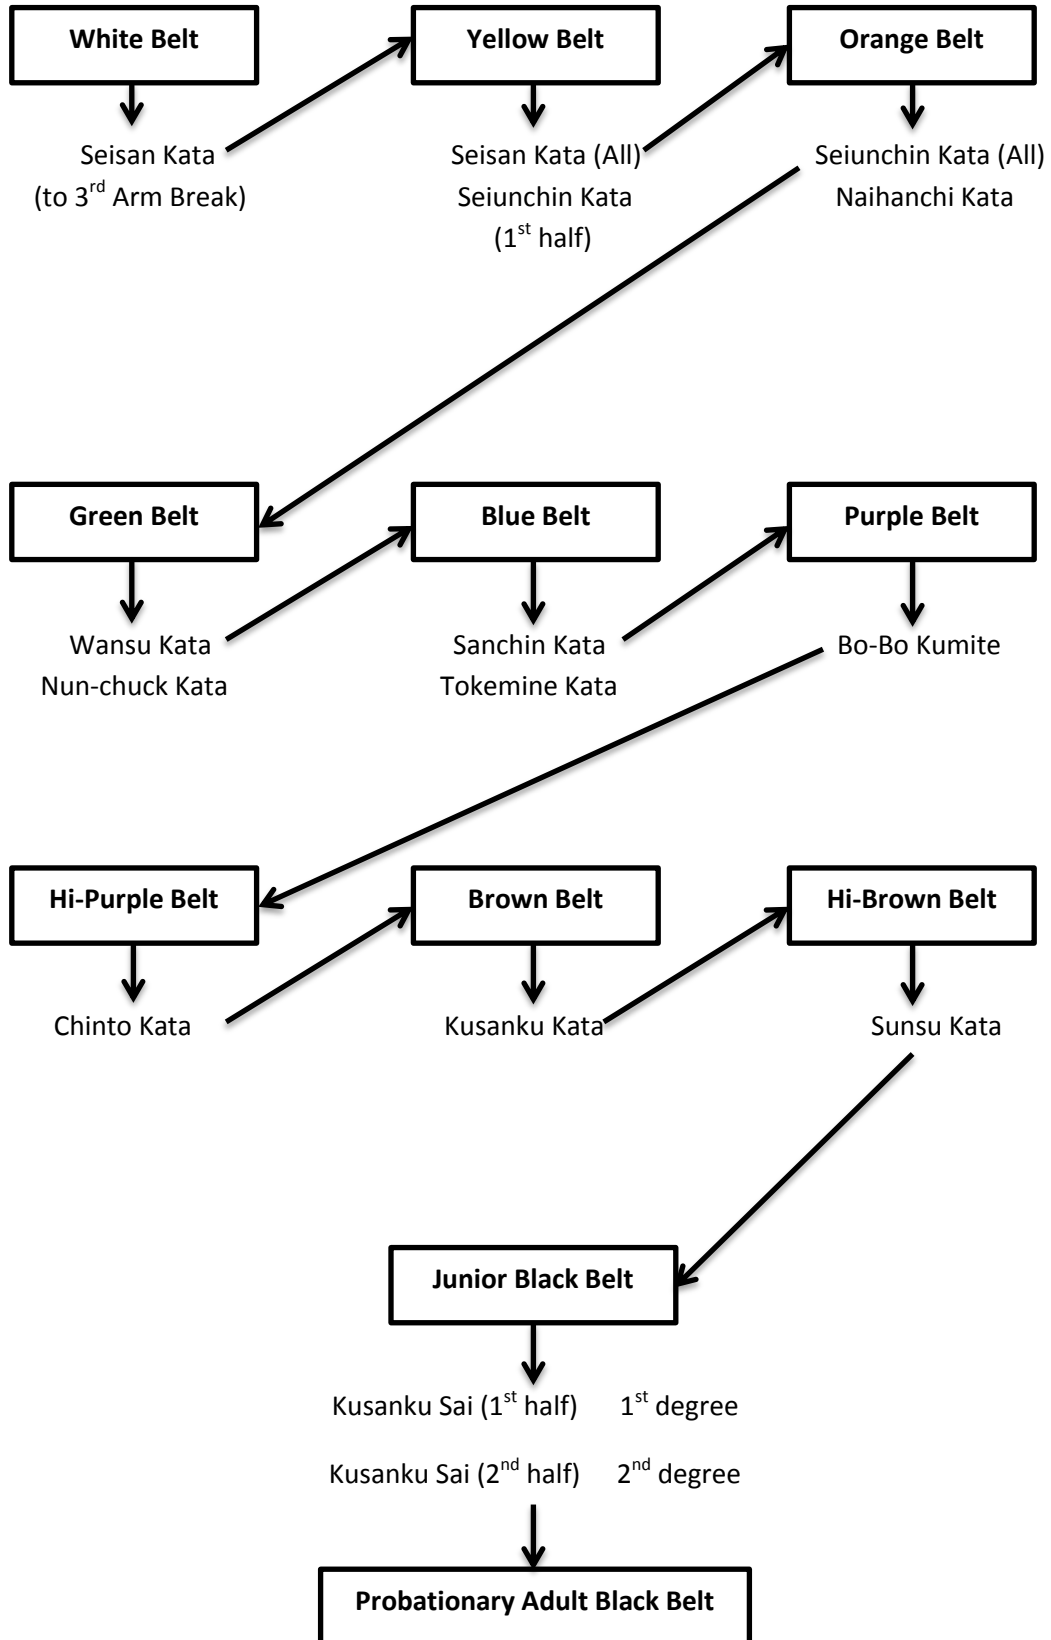 White Belt
Seisan Kata
(to 3rd Arm Break)
Yellow Belt
Seisan Kata (All)
Seiunchin Kata
(1st half)
Orange Belt
Seiunchin Kata (All)
Naihanchi Kata
Green Belt
Wansu Kata
Nun-chuck Kata
Blue Belt
Sanchin Kata
Tokemine Kata
Purple Belt
Bo-Bo Kumite
Hi-Purple Belt
Chinto Kata
Brown Belt
Kusanku Kata
Hi-Brown Belt
Sunsu Kata
Junior Black Belt
Kusanku Sai (1st half) 1st degree
Kusanku Sai (2nd half) 2nd degree
Probationary Adult Black Belt